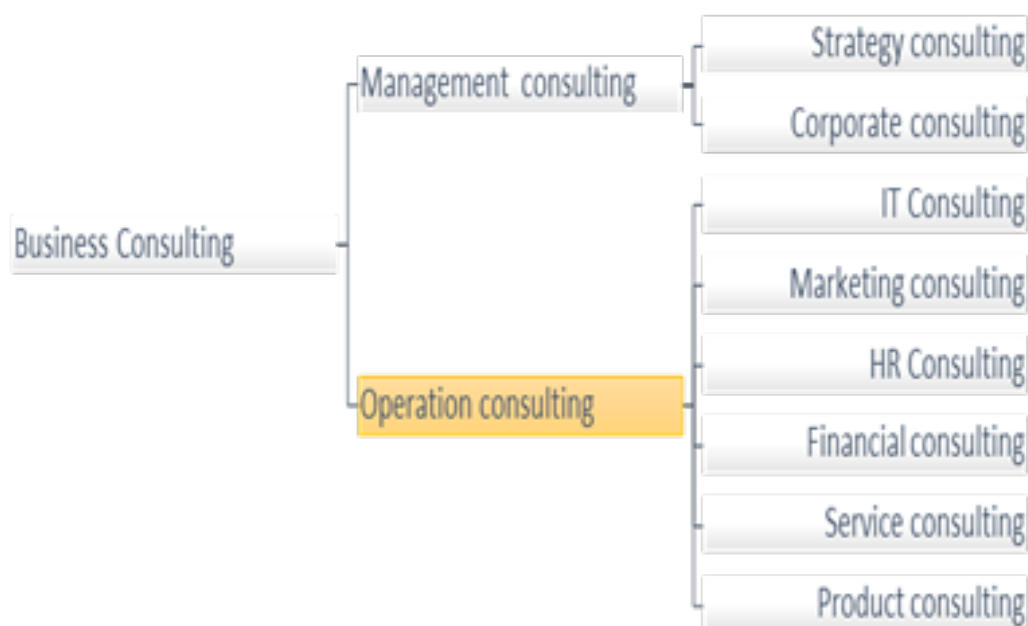 Business Consulting
Management consulting
Strategy consulting
Corporate consulting
Operation consulting
IT Consulting
Marketing consulting
HR Consulting
Financial consulting
Service consulting
Product consulting